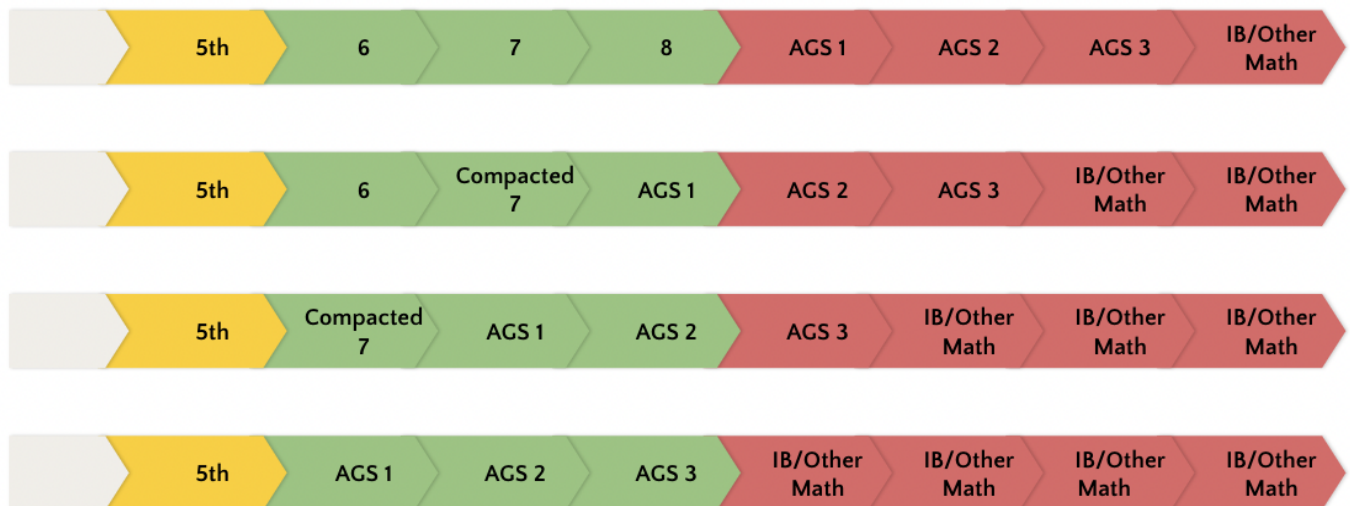 5th 6 7 8 AGS 1 AGS 2 AGS 3 IB/Other
Math
5th 6 Compacted
7 AGS 1 AGS 2 AGS 3 IB/Other
Math IB/Other
Math
5th Compacted
7 AGS 1 AGS 2 AGS 3 IB/Other
Math IB/Other
Math IB/Other
Math
5th AGS 1 AGS 2 AGS 3 IB/Other
Math IB/Other
Math IB/Other
Math IB/Other
Math